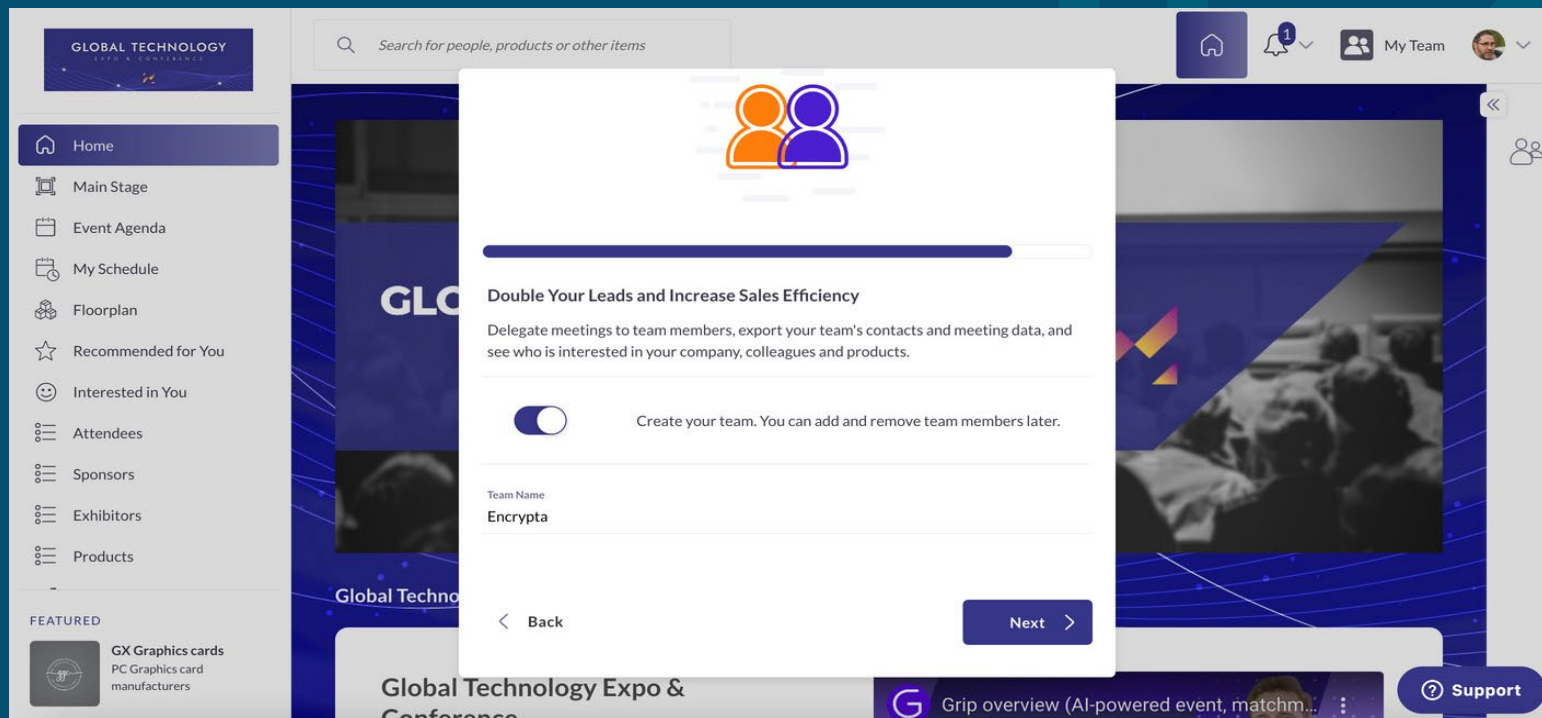 GLOBAL TECHNOLOGY
EXPO & CONFERENCE
Search for people, products or other items
1
My Team
Home
Main Stage
Event Agenda
My Schedule
Floorplan
Recommended for You
Interested in You
Attendees
Sponsors
Exhibitors
Products
FEATURED
GX Graphics cards
PC Graphics card
manufacturers
GLO
Double Your Leads and Increase Sales Efficiency
Delegate meetings to team members, export your team's contacts and meeting data, and
see who is interested in your company, colleagues and products.
Create your team. You can add and remove team members later.
Team Name
Encrypta
Back
Next
Global Techno
Global Technology Expo &
Conference
Grip overview (AI-powered event, matchm...
Support